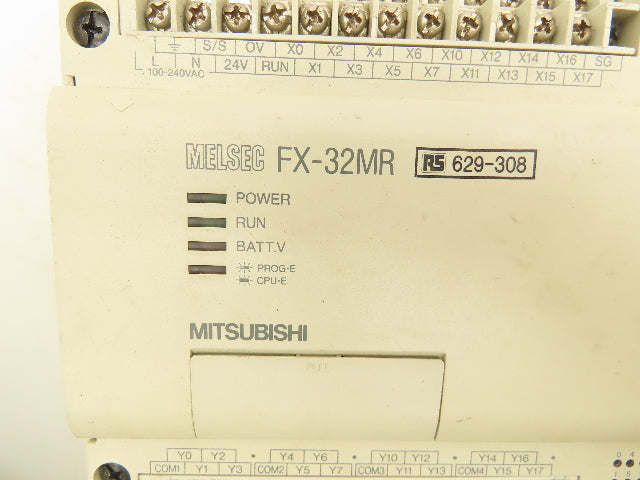 S/S 0V X0 X2 X4 X6 X10 X12 X14 X16 SG
L N 24V RUN X1 X3 X5 X7 X11 X13 X15 X17
100-240VAC
MELSEC FX-32MR RS 629-308
POWER
RUN
BATT.V
PROG-E
CPU-E
MITSUBISHI
Y0 Y2 • Y4 Y6 • Y10 Y12 • Y14 Y16 •
COM1 Y1 Y3 COM2 Y5 Y7 COM3 Y11 Y13 COM4 Y15 Y17
0 4